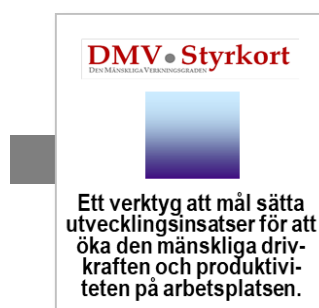 DMV•Styrkort
DEN MÄNSKLIGA VERKNINGSGRADEN
Ett verktyg att mål sätta
utvecklingsinsatser för att
öka den mänskliga driv-
kraften och produktivi-
teten på arbetsplatsen.